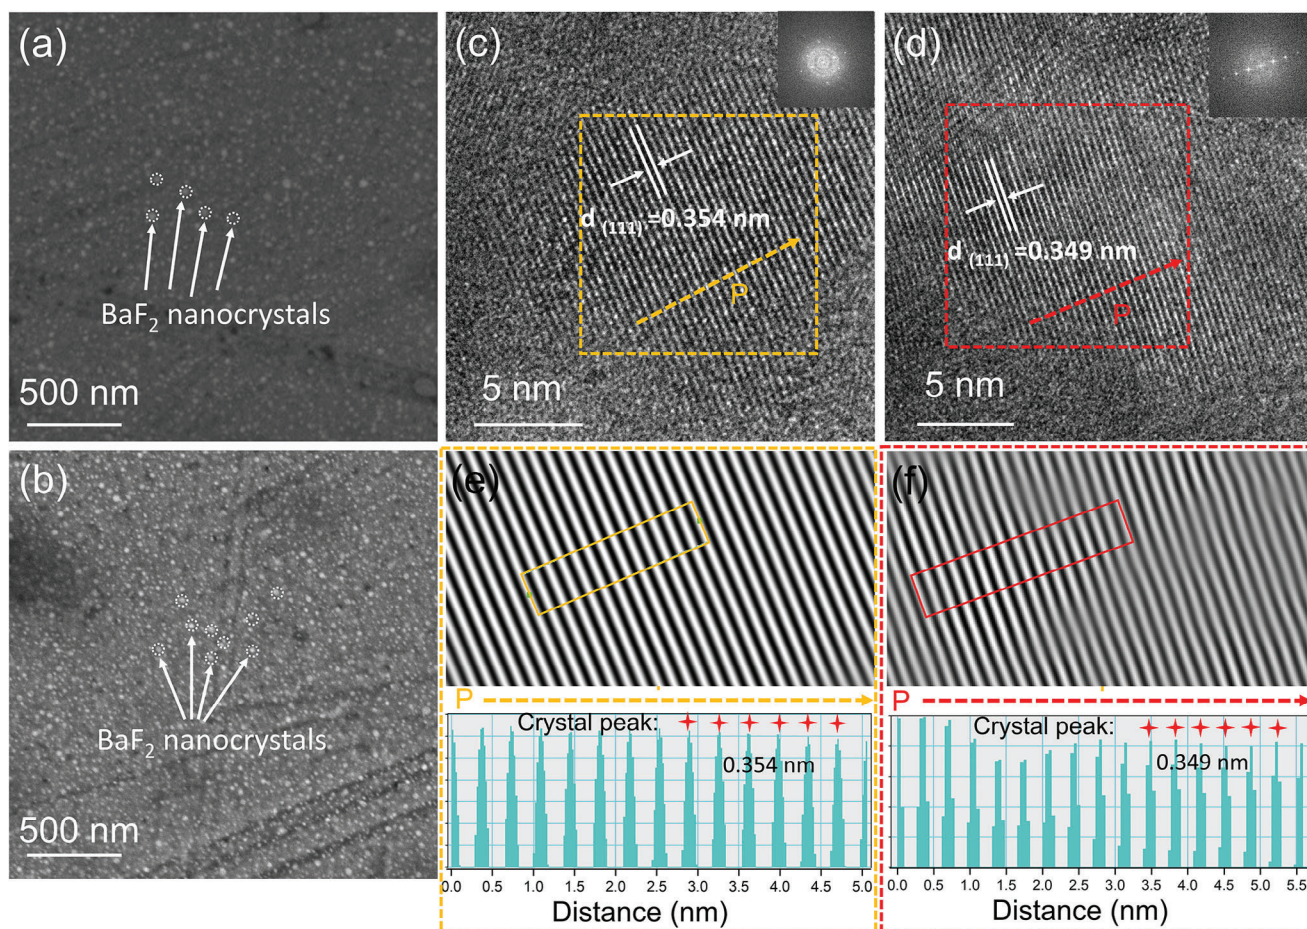 (a)
BaF2 nanocrystals
500 nm
(b)
BaF2 nanocrystals
500 nm
(c)
d (111) =0.354 nm
P
5 nm
(d)
d (111) =0.349 nm
P
5 nm
(e)
P
Crystal peak:
0.354 nm
0.0 0.5 1.0 1.5 2.0 2.5 3.0 3.5 4.0 4.5 5.0
Distance (nm)
(f)
P
Crystal peak:
0.349 nm
0.0 0.5 1.0 1.5 2.0 2.5 3.0 3.5 4.0 4.5 5.0 5.5
Distance (nm)